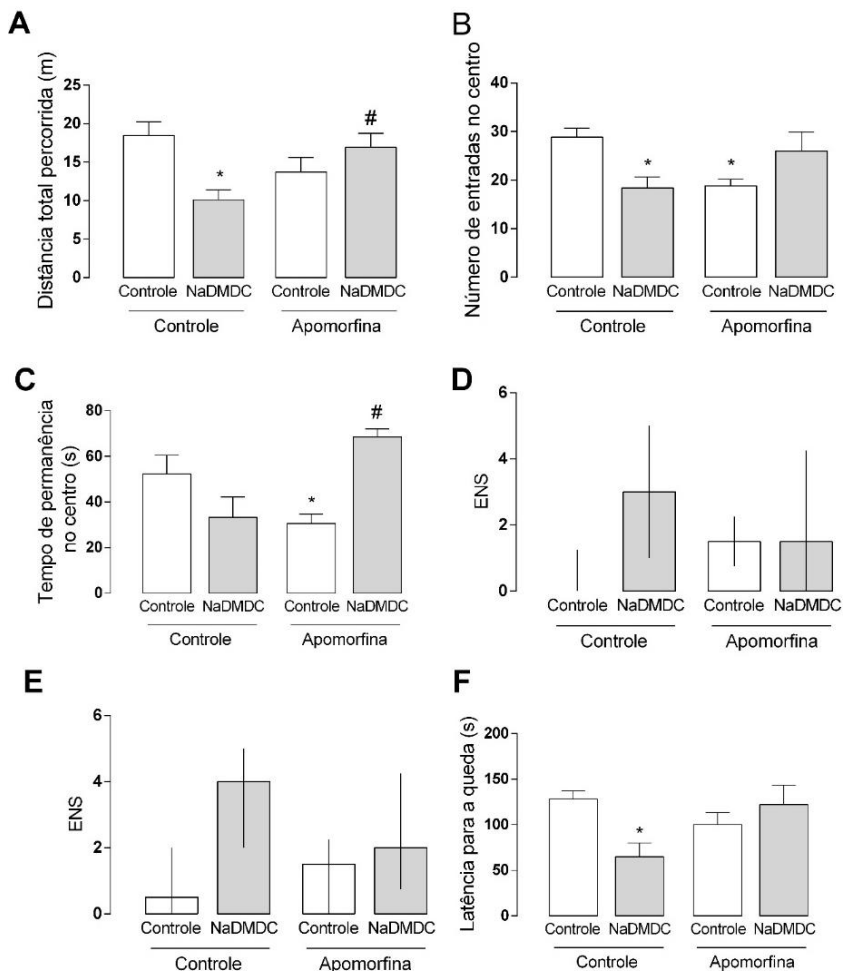 A
Distância total percorrida (m)
25
20
15
10
5
0
*
#
Controle NaDMDC Controle NaDMDC
Controle Apomorfina
B
Número de entradas no centro
40
30
20
10
0
* *
Controle NaDMDC Controle NaDMDC
Controle Apomorfina
C
Tempo de permanência
no centro (s)
80
60
40
20
0
*
#
Controle NaDMDC Controle NaDMDC
Controle Apomorfina
D
ENS
6
4
2
0
Controle NaDMDC Controle NaDMDC
Controle Apomorfina
E
ENS
6
4
2
0
Controle NaDMDC Controle NaDMDC
Controle Apomorfina
F
Latência para a queda (s)
200
150
100
50
0
*
Controle NaDMDC Controle NaDMDC
Controle Apomorfina